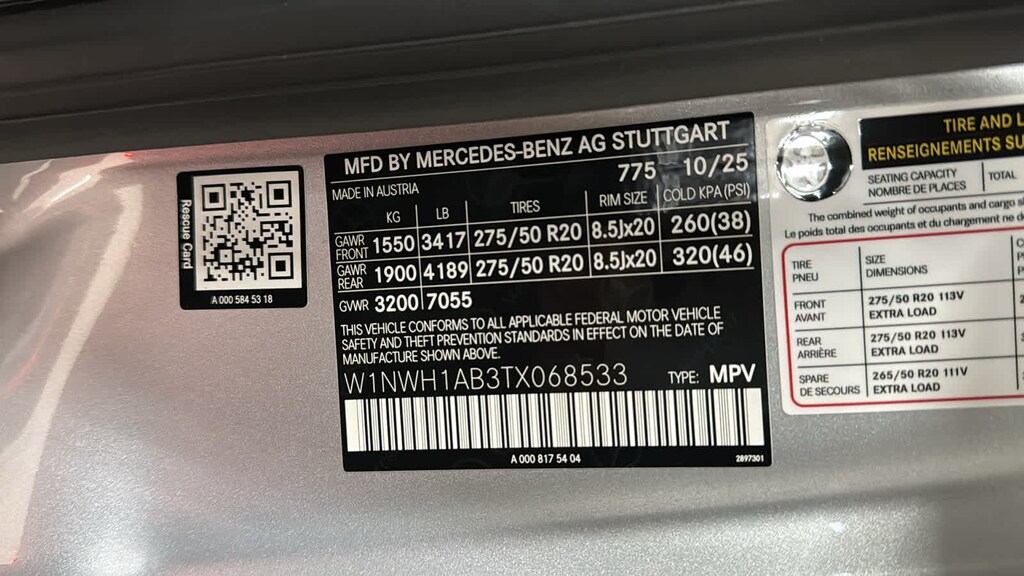 Rescue Card
A 000 584 53 18
MFD BY MERCEDES-BENZ AG STUTTGART
775 10/25
MADE IN AUSTRIA
KG LB TIRES RIM SIZE COLD KPA(PSI)
GAWR FRONT 1550 3417 275/50 R20 8.5Jx20 260(38)
GAWR REAR 1900 4189 275/50 R20 8.5Jx20 320(46)
GVWR 3200 7055
THIS VEHICLE CONFORMS TO ALL APPLICABLE FEDERAL MOTOR VEHICLE
SAFETY AND THEFT PREVENTION STANDARDS IN EFFECT ON THE DATE OF
MANUFACTURE SHOWN ABOVE.
W1NWH1AB3TX068533 TYPE: MPV
A 000 817 54 04 2897301
TIRE AND
RENSEIGNEMENTS
SEATING CAPACITY
NOMBRE DE PLACES
TOTAL
The combined weight of occupants and cargo
Le poids total des occupants et du chargement ne
TIRE
PNEU
SIZE
DIMENSIONS
FRONT
AVANT
275/50 R20 113V
EXTRA LOAD
REAR
ARRIÈRE
275/50 R20 113V
EXTRA LOAD
SPARE
DE SECOURS
265/50 R20 111V
EXTRA LOAD